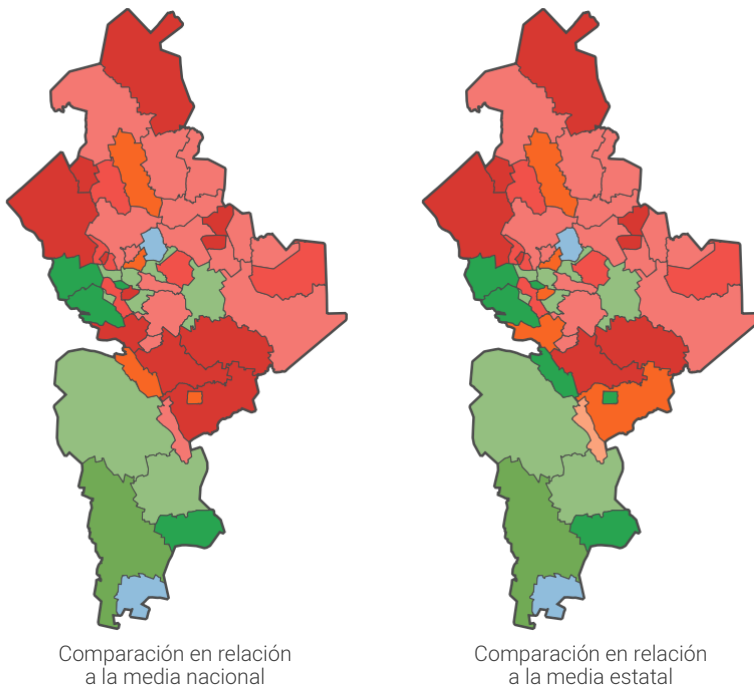 Comparación en relación
a la media nacional
Comparación en relación
a la media estatal